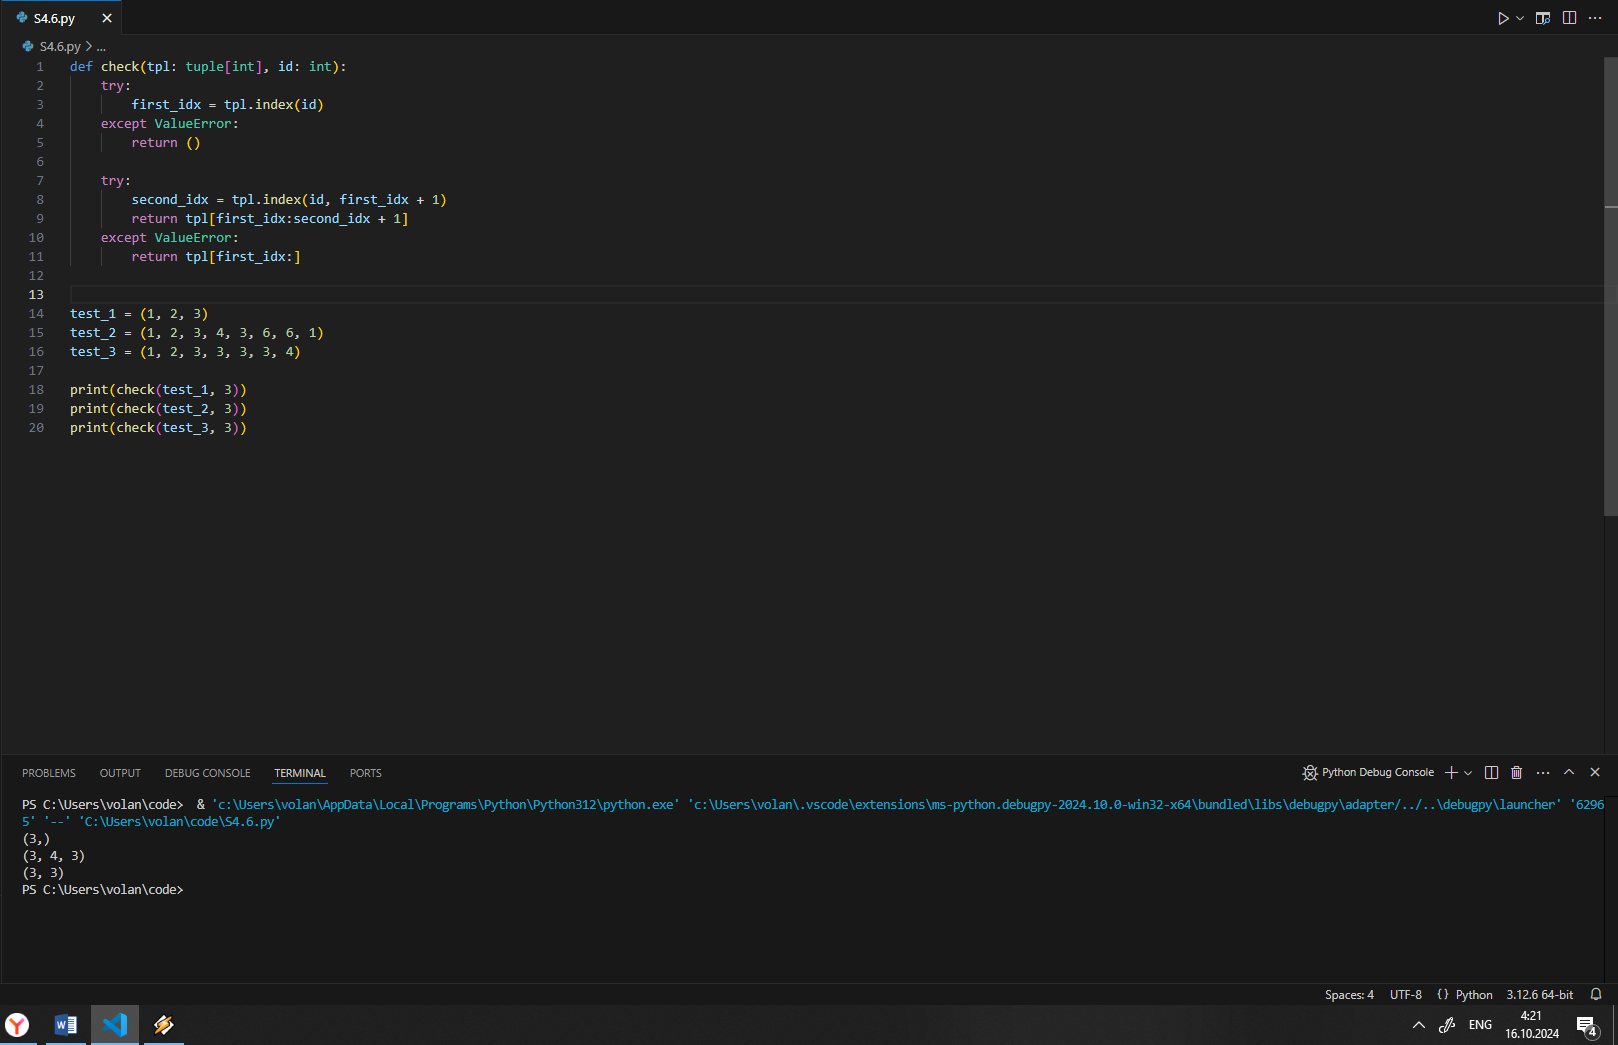 S4.6.py
S4.6.py > ...
1 def check(tpl: tuple[int], id: int):
2     try:
3         first_idx = tpl.index(id)
4     except ValueError:
5         return ()
6
7     try:
8         second_idx = tpl.index(id, first_idx + 1)
9         return tpl[first_idx:second_idx + 1]
10     except ValueError:
11         return tpl[first_idx:]
12
13
14 test_1 = (1, 2, 3)
15 test_2 = (1, 2, 3, 4, 3, 6, 6, 1)
16 test_3 = (1, 2, 3, 3, 3, 3, 4)
17
18 print(check(test_1, 3))
19 print(check(test_2, 3))
20 print(check(test_3, 3))
PROBLEMS OUTPUT DEBUG CONSOLE TERMINAL PORTS Python Debug Console
PS C:\Users\volan\code>  & 'c:\Users\volan\AppData\Local\Programs\Python\Python312\python.exe' 'c:\Users\volan\.vscode\extensions\ms-python.debugpy-2024.10.0-win32-x64\bundled\libs\debugpy\adapter/../..\debugpy\launcher' '6296
5' '--' 'C:\Users\volan\code\S4.6.py'
(3,)
(3, 4, 3)
(3, 3)
PS C:\Users\volan\code>
Spaces: 4 UTF-8 {} Python 3.12.6 64-bit
ENG 4:21
16.10.2024 4